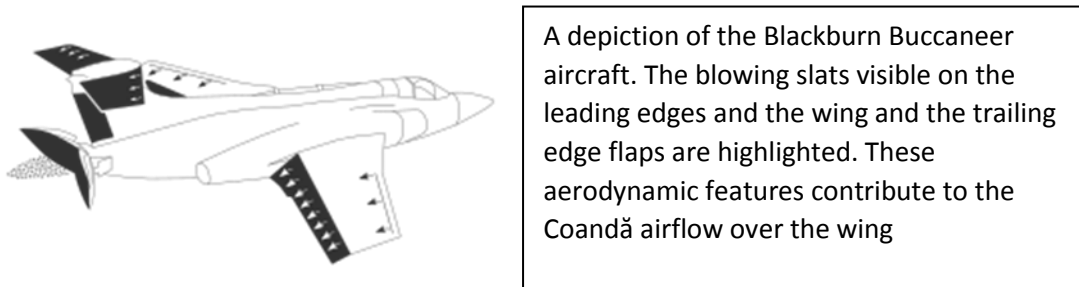 A depiction of the Blackburn Buccaneer
aircraft. The blowing slats visible on the
leading edges and the wing and the trailing
edge flaps are highlighted. These
aerodynamic features contribute to the
Coandă airflow over the wing